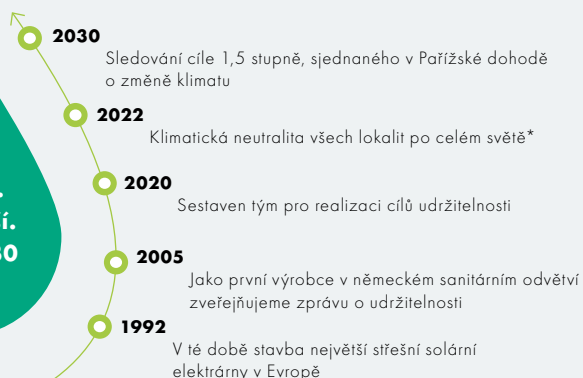 2030
Sledování cíle 1,5 stupně, sjednaného v Pařížské dohodě
o změně klimatu
2022
Klimatická neutralita všech lokalit po celém světě*
2020
Sestaven tým pro realizaci cílů udržitelnosti
2005
Jako první výrobce v německém sanitárním odvětví
zveřejňujeme zprávu o udržitelnosti
1992
V té době stavba největší střešní solární
elektrárny v Evropě